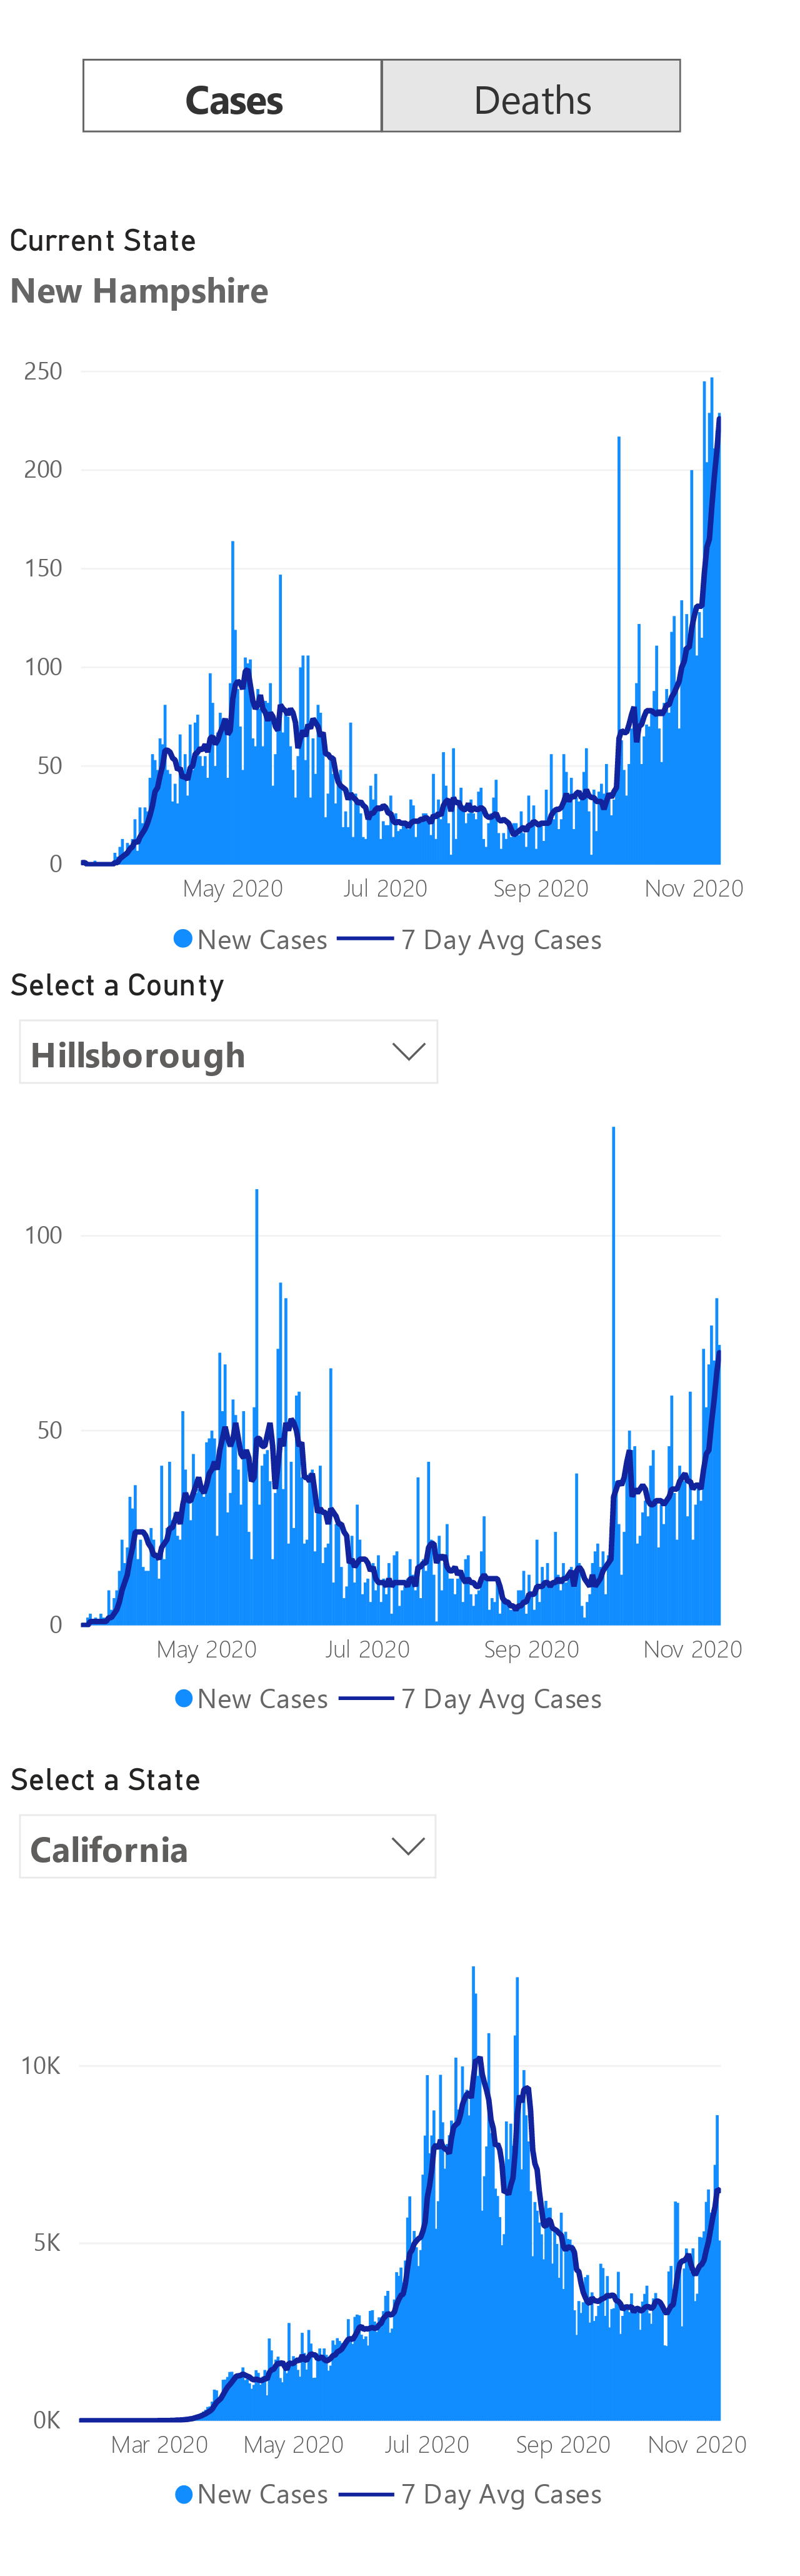 Cases Deaths
Current State
New Hampshire
250
200
150
100
50
0
May 2020 Jul 2020 Sep 2020 Nov 2020
New Cases 7 Day Avg Cases
Select a County
Hillsborough
100
50
0
May 2020 Jul 2020 Sep 2020 Nov 2020
New Cases 7 Day Avg Cases
Select a State
California
10K
5K
0K
Mar 2020 May 2020 Jul 2020 Sep 2020 Nov 2020
New Cases 7 Day Avg Cases